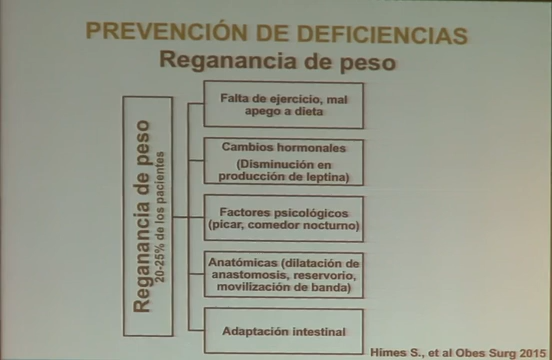 PREVENCIÓN DE DEFICIENCIAS
Reganancia de peso
Reganancia de peso
20-25% de los pacientes
Falta de ejercicio, mal
apego a dieta
Cambios hormonales
(Disminución en
producción de leptina)
Factores psicológicos
(picar, comedor nocturno)
Anatómicas (dilatación de
anastomosis, reservorio,
movilización de banda)
Adaptación intestinal
Himes S., et al Obes Surg 2015